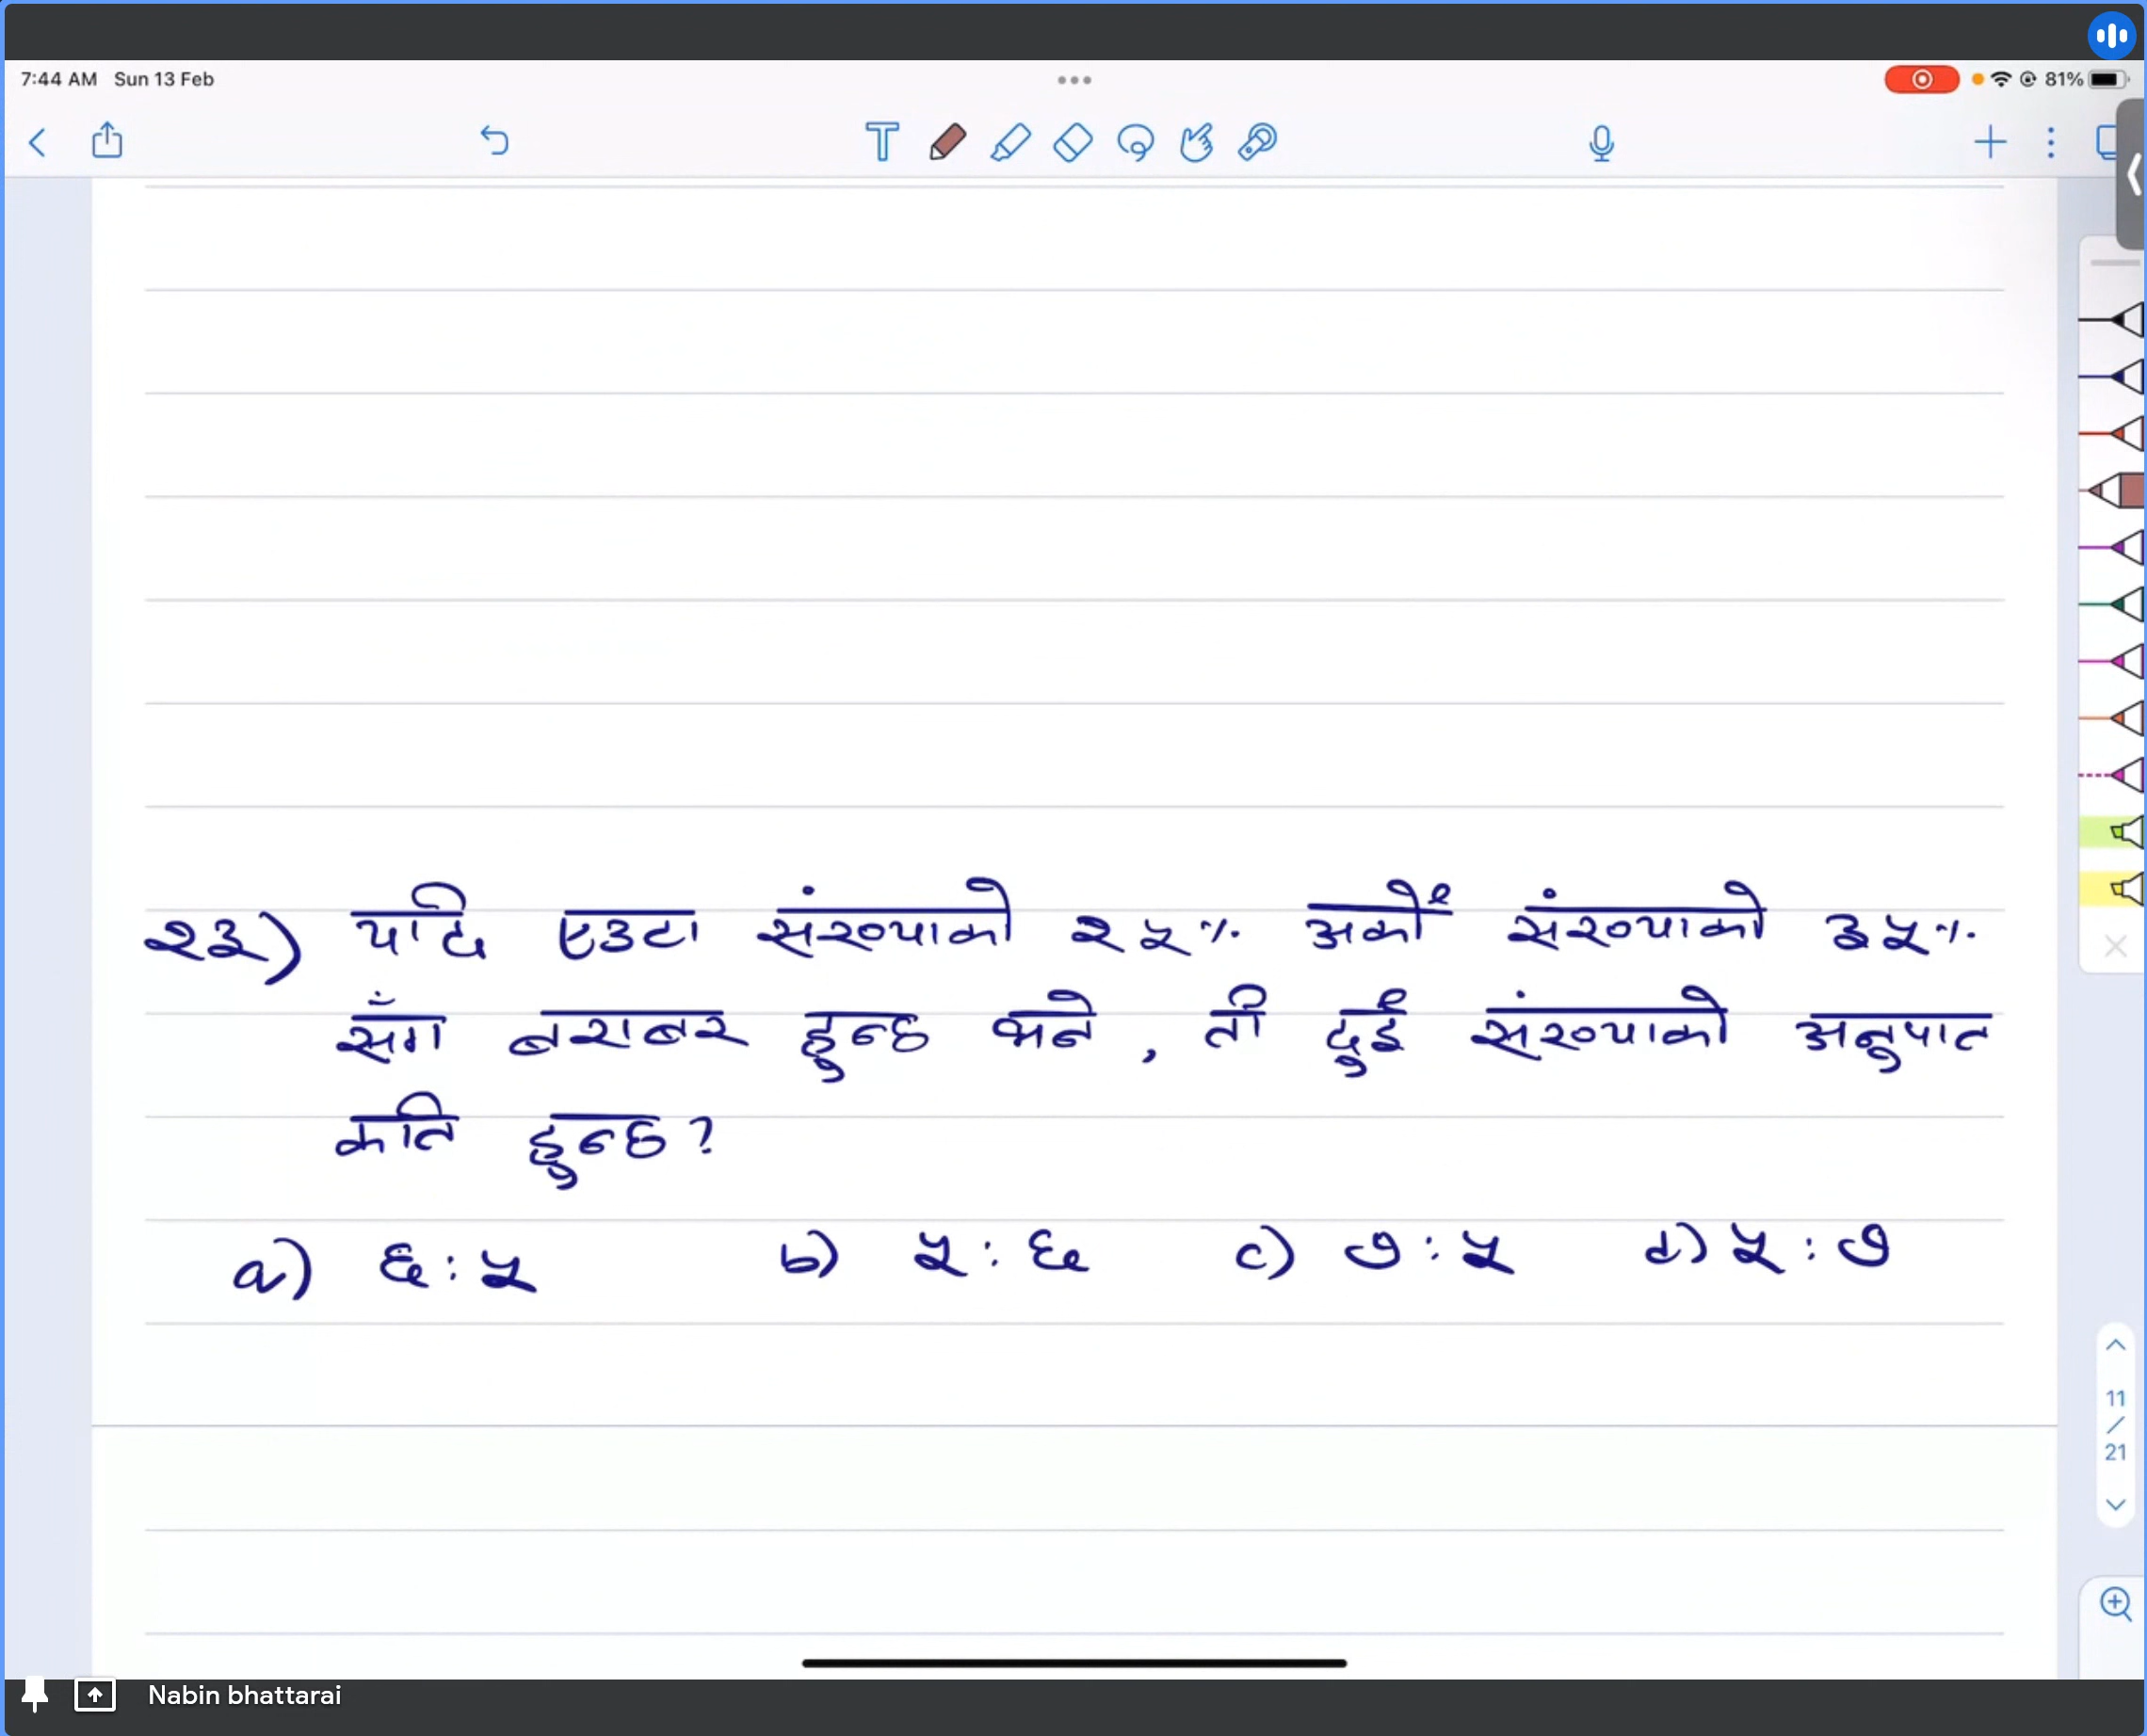 7:44 AM Sun 13 Feb
81%
२३) यदि एउटा संख्याको २५% अर्को संख्याको ३५%
सँग बराबर हुन्छ भने, ती दुई संख्याको अनुपात
कति हुन्छ?
a) ६:५ b) ५:६ c) ७:५ d) ५:७
11
/
21
Nabin bhattarai